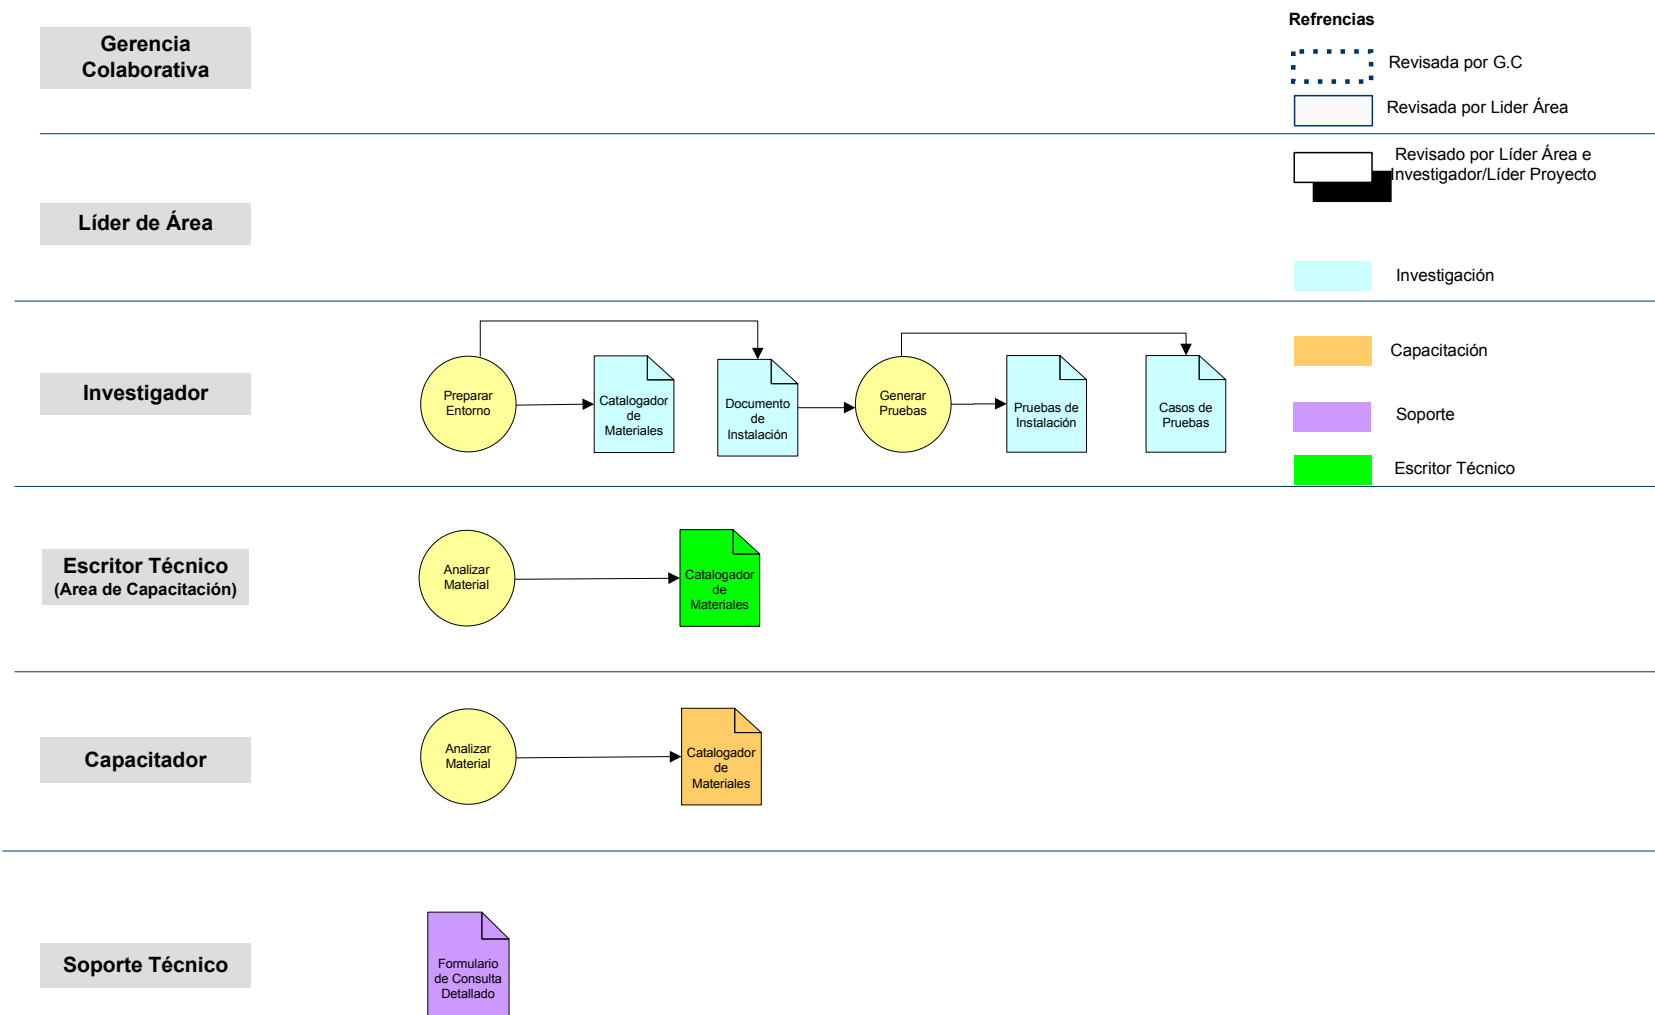 Gerencia
Colaborativa
Refrencias
Revisada por G.C
Revisada por Lider Área
Líder de Área
Revisado por Líder Área e
Investigador/Líder Proyecto
Investigación
Investigador
Preparar
Entorno
Catalogador
de
Materiales
Documento
de
Instalación
Generar
Pruebas
Pruebas de
Instalación
Casos de
Pruebas
Capacitación
Soporte
Escritor Técnico
Escritor Técnico
(Area de Capacitación)
Analizar
Material
Catalogador
de
Materiales
Capacitador
Analizar
Material
Catalogador
de
Materiales
Soporte Técnico
Formulario
de Consulta
Detallado